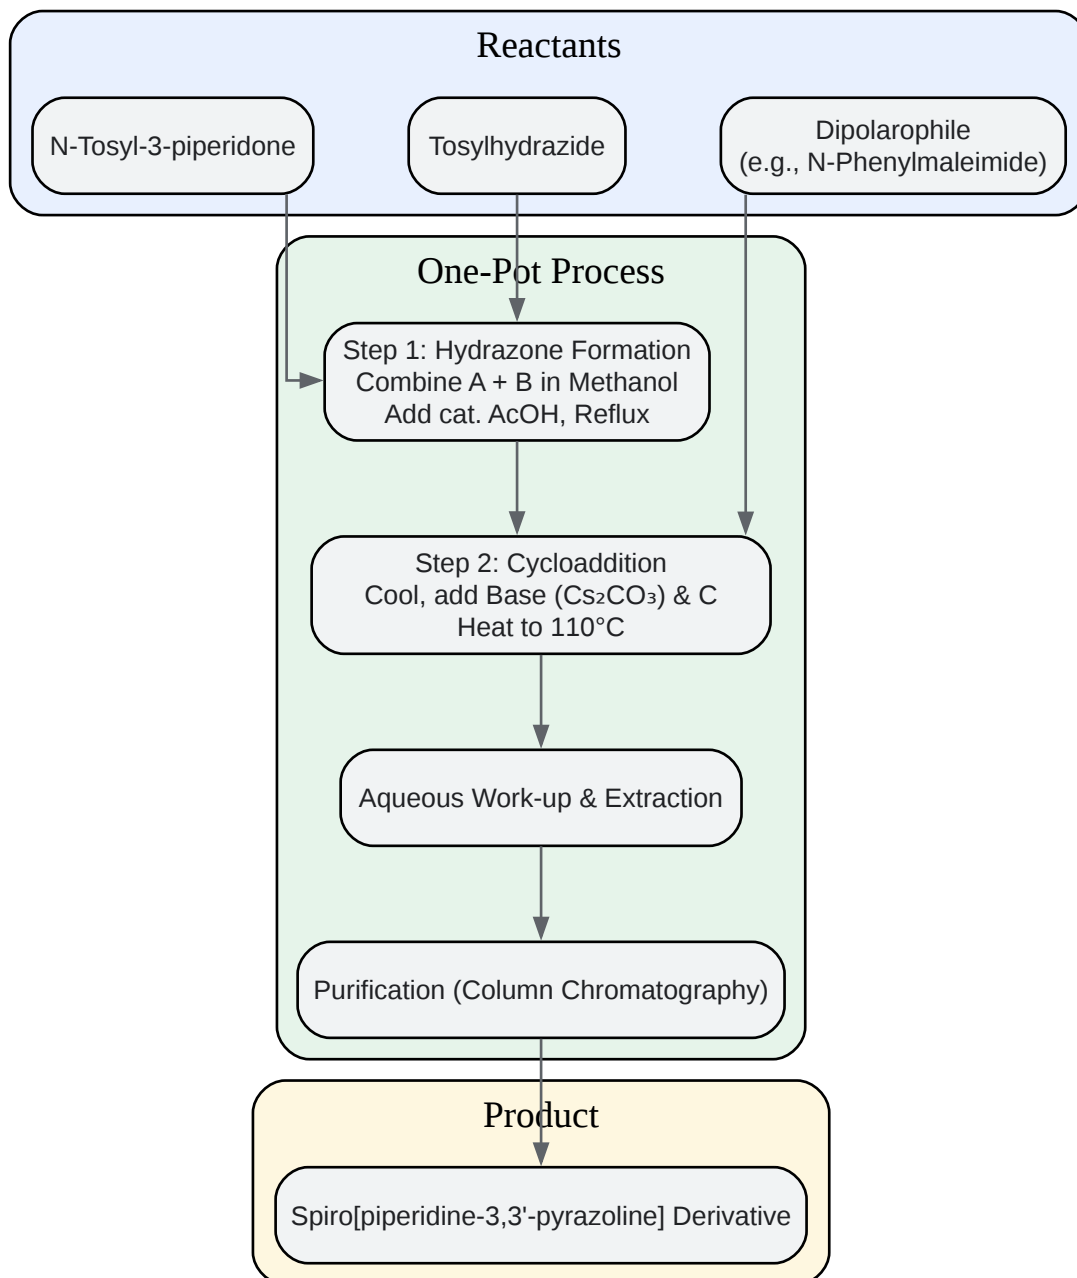 Reactants
N-Tosyl-3-piperidone
Tosylhydrazide
Dipolarophile
(e.g., N-Phenylmaleimide)
One-Pot Process
Step 1: Hydrazone Formation
Combine A + B in Methanol
Add cat. AcOH, Reflux
Step 2: Cycloaddition
Cool, add Base (Cs₂CO₃) & C
Heat to 110°C
Aqueous Work-up & Extraction
Purification (Column Chromatography)
Product
Spiro[piperidine-3,3'-pyrazoline] Derivative